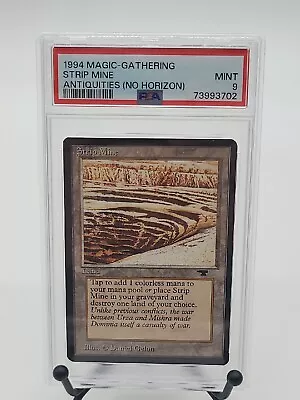 1994 MAGIC-GATHERING
STRIP MINE MINT
ANTIQUITIES (NO HORIZON) 9
PSA 73993702
Strip Mine
Land
Tap to add 1 colorless mana to
your mana pool or place Strip
Mine in your graveyard and
destroy one land of your choice.
Unlike previous conflicts, the war
between Urza and Mishra made
Dominia itself a casualty of war.
Illus. © Daniel Gelon